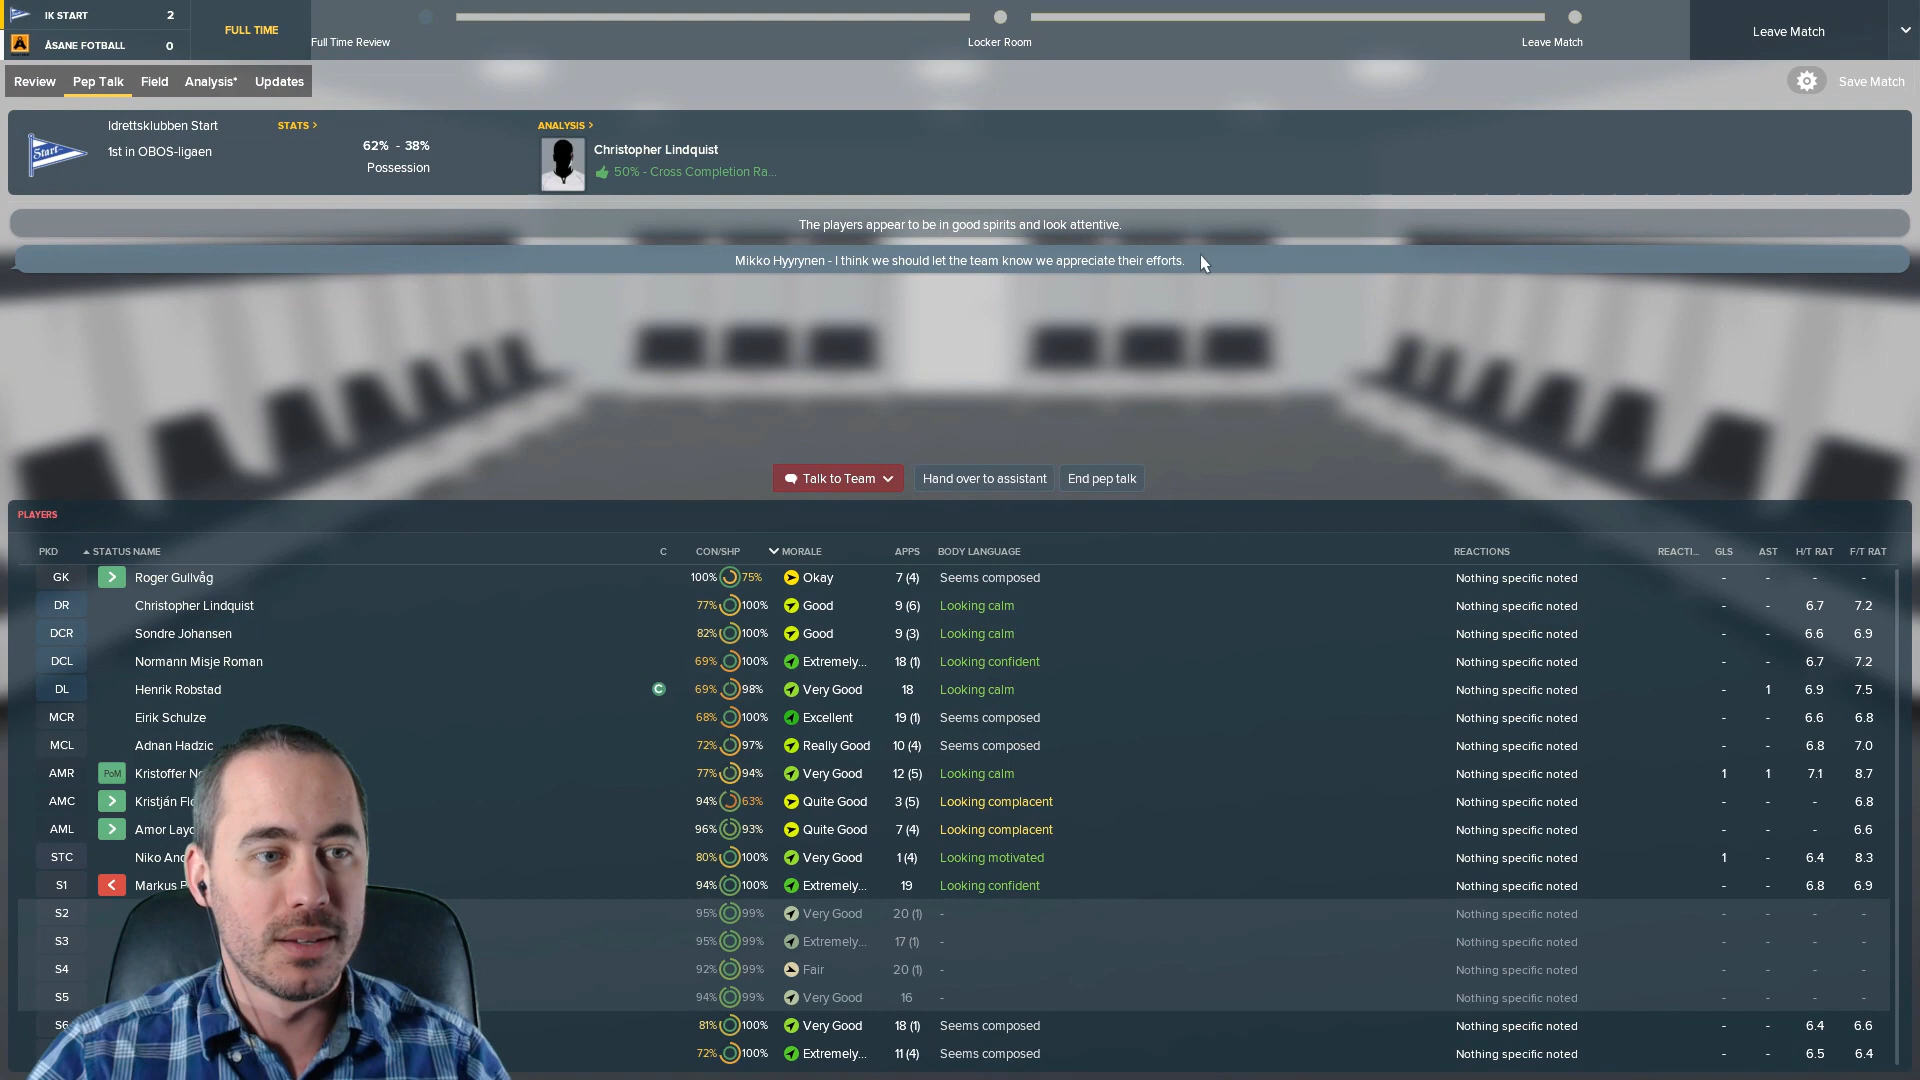 IK START 2
ÅSANE FOTBALL 0
FULL TIME
Full Time Review
Locker Room
Leave Match
Leave Match
Review Pep Talk Field Analysis* Updates
Save Match
Start
Idrettsklubben Start
1st in OBOS-ligaen
STATS >
62% - 38%
Possession
ANALYSIS >
Christopher Lindquist
50% - Cross Completion Ra...
The players appear to be in good spirits and look attentive.
Mikko Hyyrynen - I think we should let the team know we appreciate their efforts.
Talk to Team Hand over to assistant End pep talk
PLAYERS
PKD STATUS NAME C CON/SHP MORALE APPS BODY LANGUAGE REACTIONS REACTI... GLS AST H/T RAT F/T RAT
GK Roger Gullvåg 100% 75% Okay 7 (4) Seems composed Nothing specific noted - - - -
DR Christopher Lindquist 77% 100% Good 9 (6) Looking calm Nothing specific noted - - 6.7 7.2
DCR Sondre Johansen 82% 100% Good 9 (3) Looking calm Nothing specific noted - - 6.6 6.9
DCL Normann Misje Roman 69% 100% Extremely... 18 (1) Looking confident Nothing specific noted - - 6.7 7.2
DL Henrik Robstad C 69% 98% Very Good 18 Looking calm Nothing specific noted - 1 6.9 7.5
MCR Eirik Schulze 68% 100% Excellent 19 (1) Seems composed Nothing specific noted - - 6.6 6.8
MCL Adnan Hadzic 72% 97% Really Good 10 (4) Seems composed Nothing specific noted - - 6.8 7.0
AMR PoM Kristoffer 77% 94% Very Good 12 (5) Looking calm Nothing specific noted 1 1 7.1 8.7
AMC Kristján 94% 63% Quite Good 3 (5) Looking complacent Nothing specific noted - - - 6.8
AML Amor 96% 93% Quite Good 7 (4) Looking complacent Nothing specific noted - - - 6.6
STC Niko 80% 100% Very Good 1 (4) Looking motivated Nothing specific noted 1 - 6.4 8.3
S1 Markus 94% 100% Extremely... 19 Looking confident Nothing specific noted - - 6.8 6.9
S2 95% 99% Very Good 20 (1) - Nothing specific noted - - - -
S3 95% 99% Extremely... 17 (1) - Nothing specific noted - - - -
S4 92% 99% Fair 20 (1) - Nothing specific noted - - - -
S5 94% 99% Very Good 16 - Nothing specific noted - - - -
S6 81% 100% Very Good 18 (1) Seems composed Nothing specific noted - - 6.4 6.6
72% 100% Extremely... 11 (4) Seems composed Nothing specific noted - - 6.5 6.4